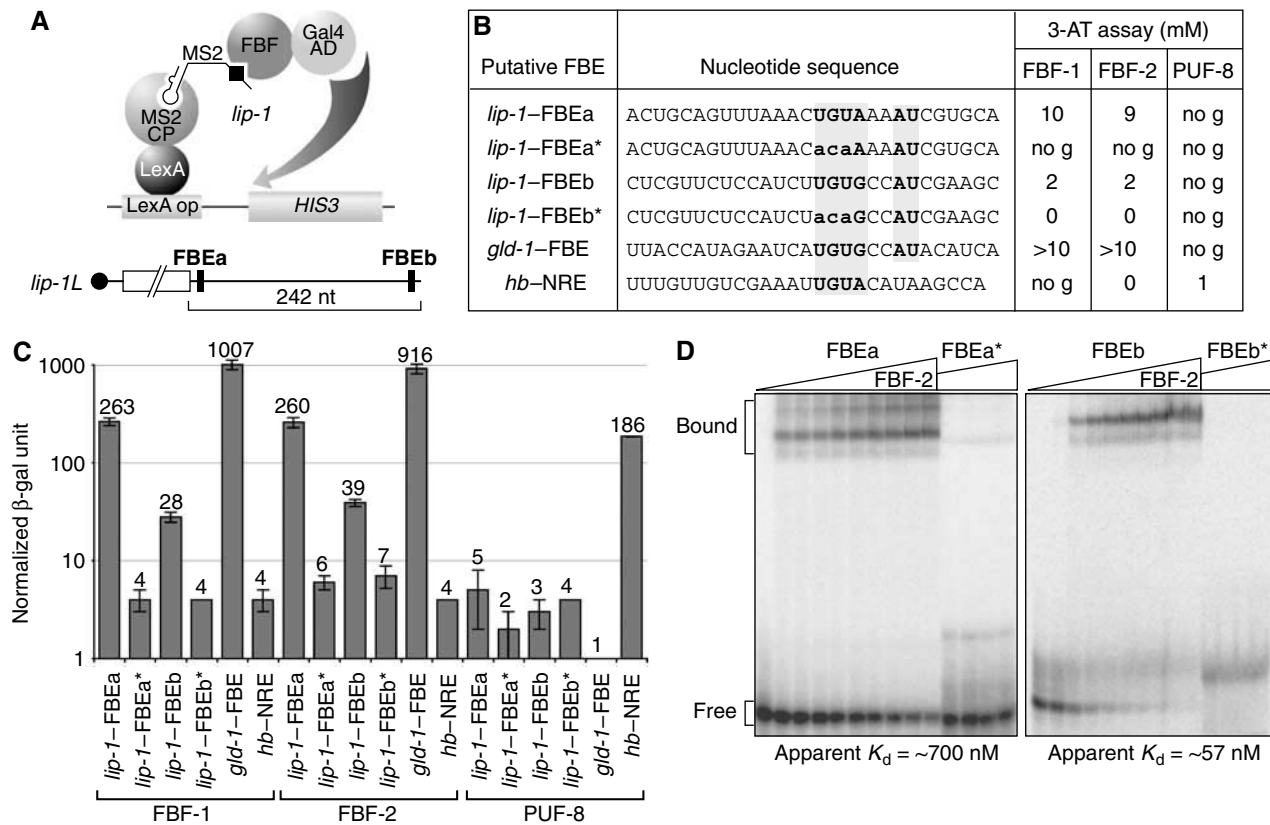 A
MS2
FBF
Gal4
AD
lip-1
MS2
CP
LexA
LexA op
HIS3
lip-1L
FBEa
FBEb
242 nt
B
Putative FBE
Nucleotide sequence
3-AT assay (mM)
FBF-1 FBF-2 PUF-8
lip-1–FBEa ACUGCAGUUUAAACUGUAAAAUCGUGCA 10 9 no g
lip-1–FBEa* ACUGCAGUUUAAACacaAAAAUCGUGCA no g no g no g
lip-1–FBEb CUCGUUCUCCAUCUUGUGCCAUCGAAGC 2 2 no g
lip-1–FBEb* CUCGUUCUCCAUCUacaGCCAUCGAAGC 0 0 no g
gld-1–FBE UUACCAUAGAAUCAUGUGCCAUACAUCA >10 >10 no g
hb–NRE UUUGUUGUCGAAAUUGUACAUAAGCCA no g 0 1
C
Normalized β-gal unit
1000
100
10
1
263 4 28 4 1007 4 260 6 39 7 916 4 5 2 3 4 1 186
lip-1–FBEa lip-1–FBEa* lip-1–FBEb lip-1–FBEb* gld-1–FBE hb–NRE lip-1–FBEa lip-1–FBEa* lip-1–FBEb lip-1–FBEb* gld-1–FBE hb–NRE lip-1–FBEa lip-1–FBEa* lip-1–FBEb lip-1–FBEb* gld-1–FBE hb–NRE
FBF-1 FBF-2 PUF-8
D
FBEa FBEa* FBEb FBEb*
FBF-2 FBF-2
Bound
Free
Apparent Kd = ~700 nM Apparent Kd = ~57 nM